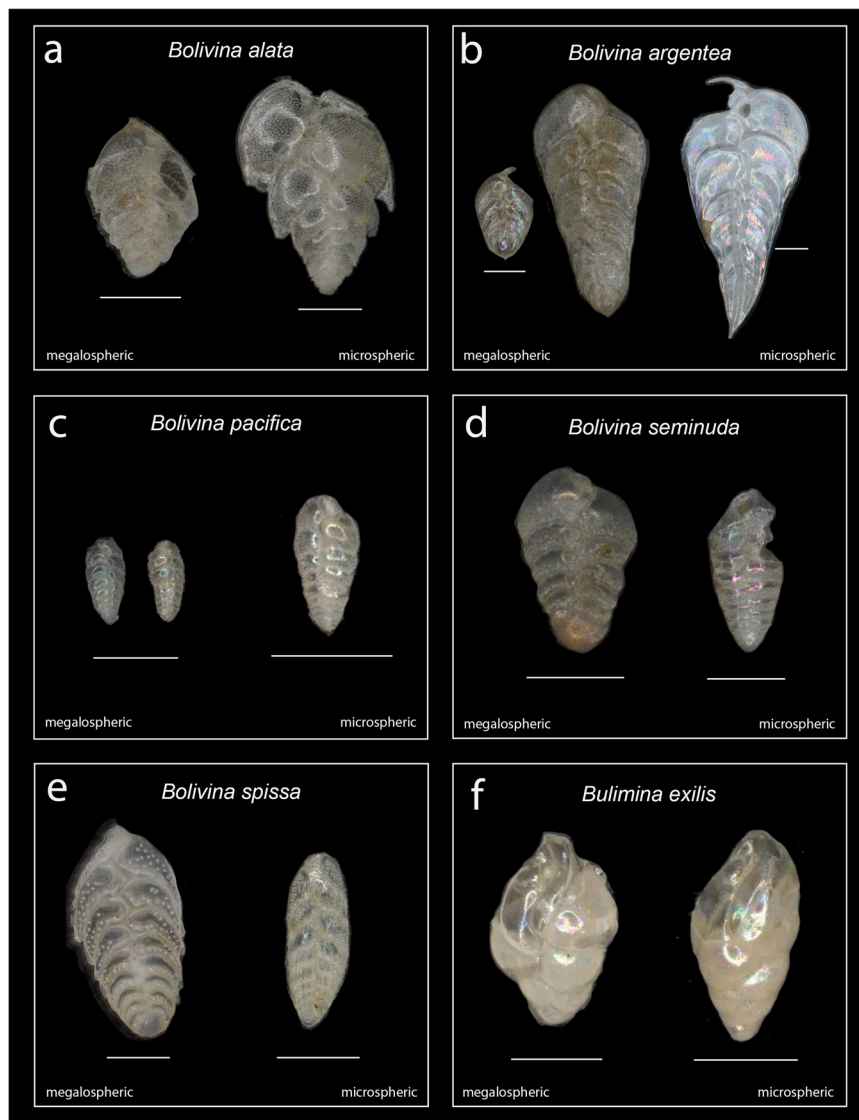 a
Bolivina alata
megalospheric
microspheric
b
Bolivina argentea
megalospheric
microspheric
c
Bolivina pacifica
megalospheric
microspheric
d
Bolivina seminuda
megalospheric
microspheric
e
Bolivina spissa
megalospheric
microspheric
f
Bulimina exilis
megalospheric
microspheric